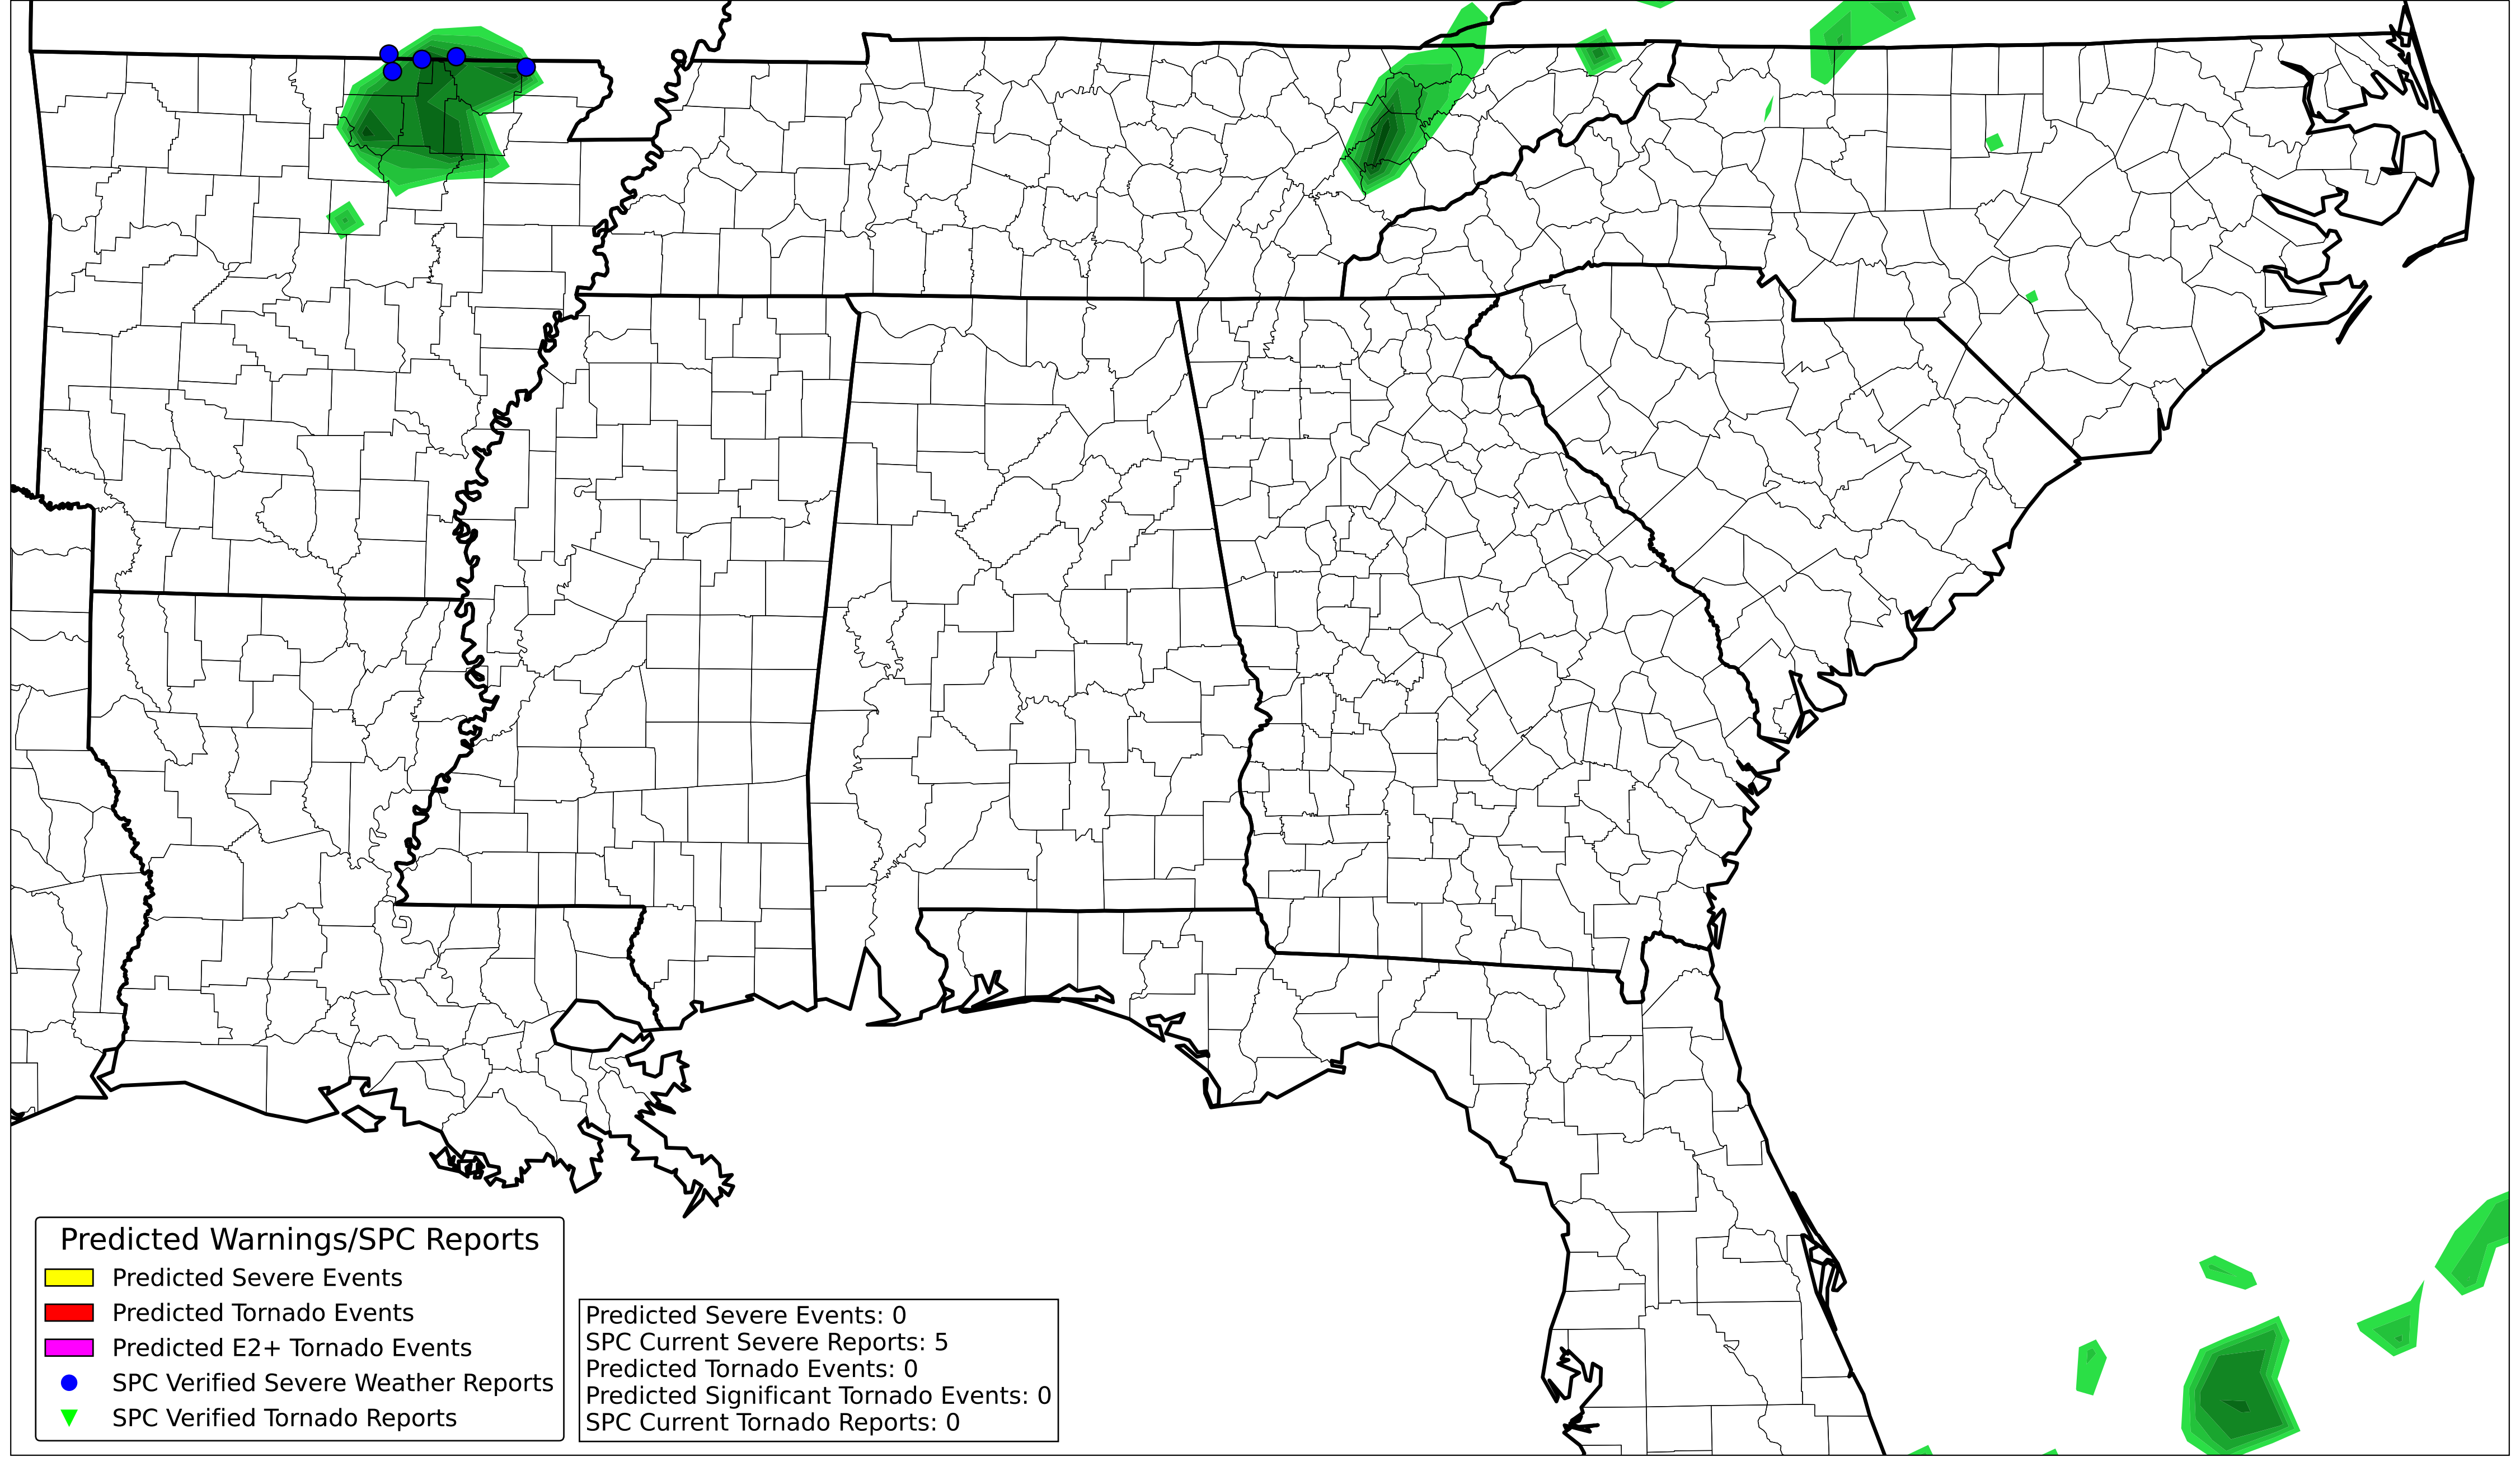 Predicted Warnings/SPC Reports
Predicted Severe Events
Predicted Tornado Events
Predicted E2+ Tornado Events
SPC Verified Severe Weather Reports
SPC Verified Tornado Reports
Predicted Severe Events: 0
SPC Current Severe Reports: 5
Predicted Tornado Events: 0
Predicted Significant Tornado Events: 0
SPC Current Tornado Reports: 0